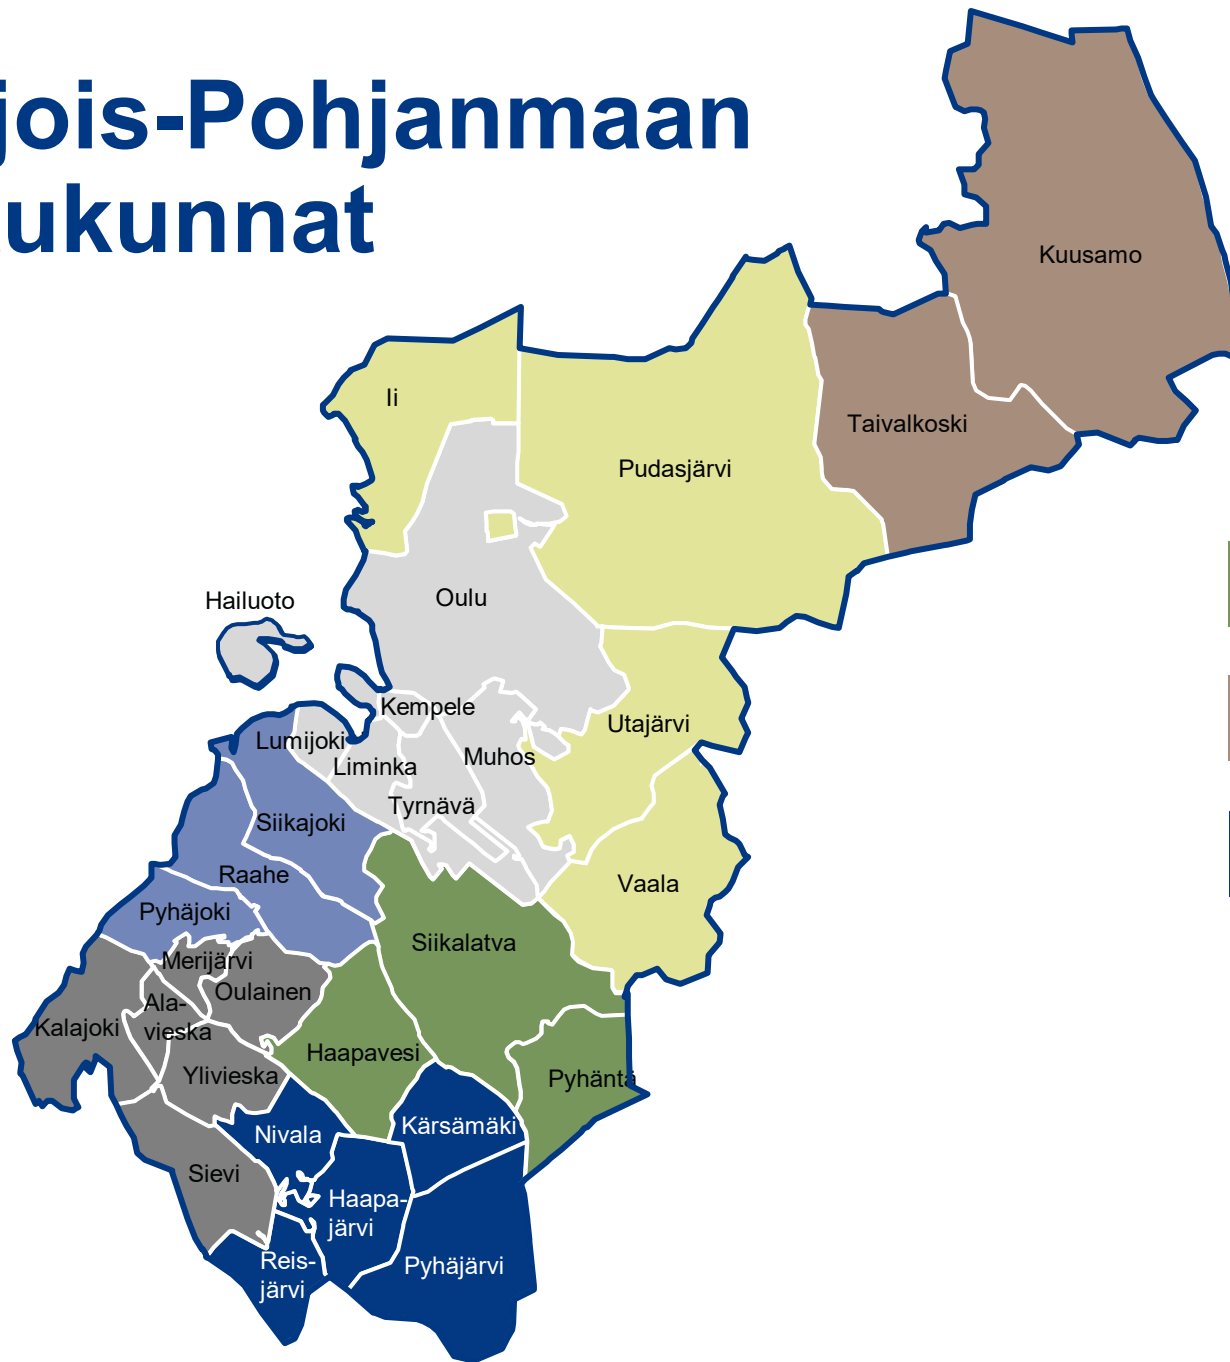 jois-Pohjanmaan
ukunnat
Kuusamo
Ii
Taivalkoski
Pudasjärvi
Oulu
Hailuoto
Kempele
Utajärvi
Lumijoki
Muhos
Liminka
Tyrnävä
Siikajoki
Raahe
Vaala
Pyhäjoki
Siikalatva
Merijärvi
Oulainen
Ala-
vieska
Kalajoki
Haapavesi
Ylivieska
Pyhäntä
Kärsämäki
Nivala
Sievi
Haapa-
järvi
Reis-
järvi
Pyhäjärvi